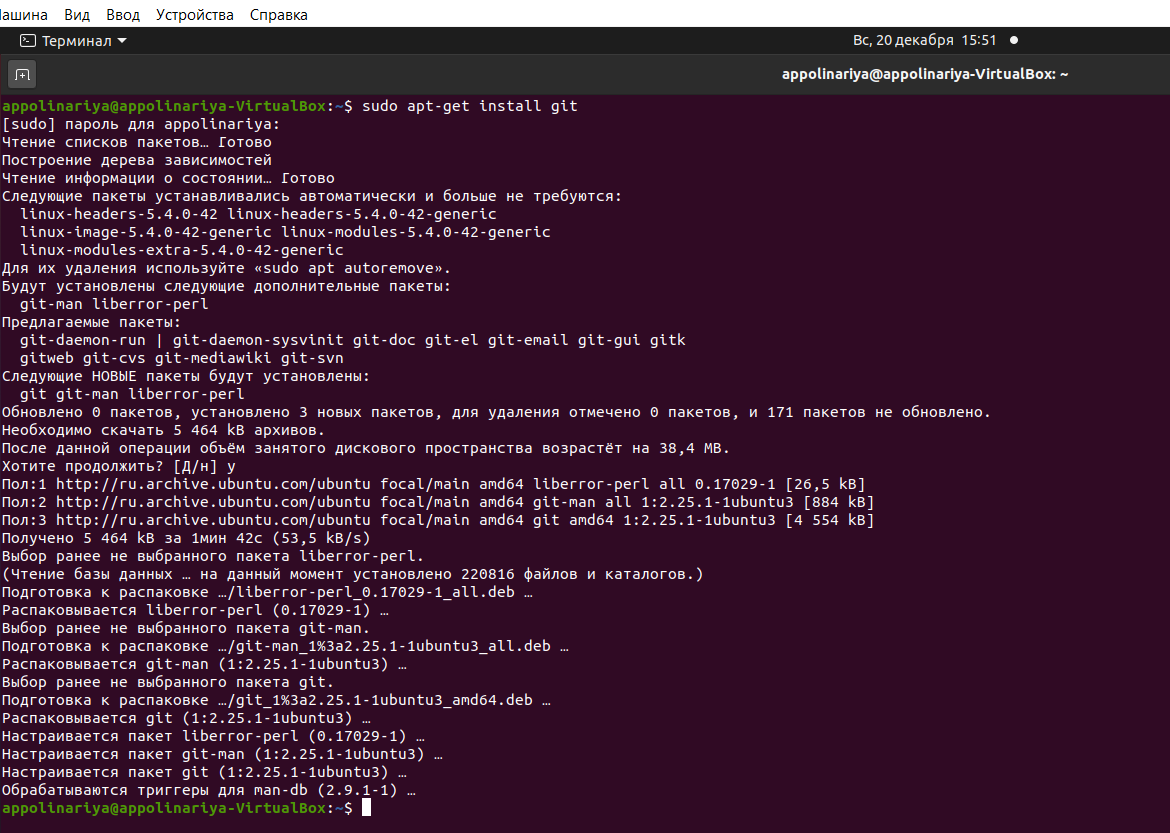 Машина Вид Ввод Устройства Справка
Терминал Вс, 20 декабря 15:51
appolinariya@appolinariya-VirtualBox: ~
appolinariya@appolinariya-VirtualBox:~$ sudo apt-get install git
[sudo] пароль для appolinariya:
Чтение списков пакетов… Готово
Построение дерева зависимостей
Чтение информации о состоянии… Готово
Следующие пакеты устанавливались автоматически и больше не требуются:
linux-headers-5.4.0-42 linux-headers-5.4.0-42-generic
linux-image-5.4.0-42-generic linux-modules-5.4.0-42-generic
linux-modules-extra-5.4.0-42-generic
Для их удаления используйте «sudo apt autoremove».
Будут установлены следующие дополнительные пакеты:
git-man liberror-perl
Предлагаемые пакеты:
git-daemon-run | git-daemon-sysvinit git-doc git-el git-email git-gui gitk
gitweb git-cvs git-mediawiki git-svn
Следующие НОВЫЕ пакеты будут установлены:
git git-man liberror-perl
Обновлено 0 пакетов, установлено 3 новых пакетов, для удаления отмечено 0 пакетов, и 171 пакетов не обновлено.
Необходимо скачать 5 464 kB архивов.
После данной операции объём занятого дискового пространства возрастёт на 38,4 MB.
Хотите продолжить? [Д/н] y
Пол:1 http://ru.archive.ubuntu.com/ubuntu focal/main amd64 liberror-perl all 0.17029-1 [26,5 kB]
Пол:2 http://ru.archive.ubuntu.com/ubuntu focal/main amd64 git-man all 1:2.25.1-1ubuntu3 [884 kB]
Пол:3 http://ru.archive.ubuntu.com/ubuntu focal/main amd64 git amd64 1:2.25.1-1ubuntu3 [4 554 kB]
Получено 5 464 kB за 1мин 42с (53,5 kB/s)
Выбор ранее не выбранного пакета liberror-perl.
(Чтение базы данных … на данный момент установлено 220816 файлов и каталогов.)
Подготовка к распаковке …/liberror-perl_0.17029-1_all.deb …
Распаковывается liberror-perl (0.17029-1) …
Выбор ранее не выбранного пакета git-man.
Подготовка к распаковке …/git-man_1%3a2.25.1-1ubuntu3_all.deb …
Распаковывается git-man (1:2.25.1-1ubuntu3) …
Выбор ранее не выбранного пакета git.
Подготовка к распаковке …/git_1%3a2.25.1-1ubuntu3_amd64.deb …
Распаковывается git (1:2.25.1-1ubuntu3) …
Настраивается пакет liberror-perl (0.17029-1) …
Настраивается пакет git-man (1:2.25.1-1ubuntu3) …
Настраивается пакет git (1:2.25.1-1ubuntu3) …
Обрабатываются триггеры для man-db (2.9.1-1) …
appolinariya@appolinariya-VirtualBox:~$